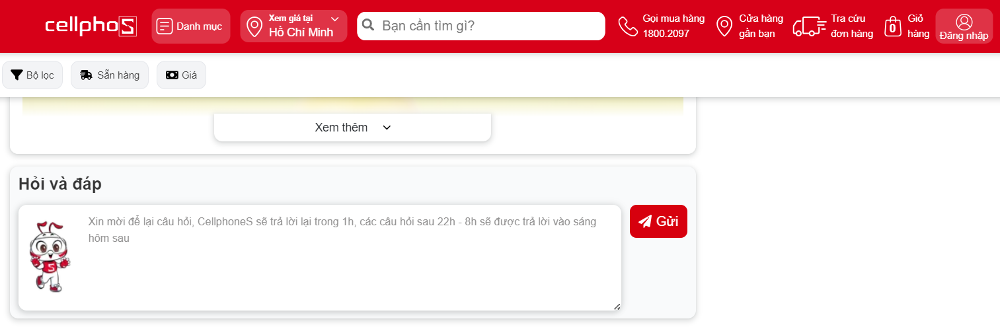 cellphoS
Danh mục
Xem giá tại
Hồ Chí Minh
Bạn cần tìm gì?
Gọi mua hàng
1800.2097
Cửa hàng
gần bạn
Tra cứu
đơn hàng
0
Giỏ
hàng
Đăng nhập
Bộ lọc
Sẵn hàng
Giá
Xem thêm
Hỏi và đáp
Xin mời để lại câu hỏi, CellphoneS sẽ trả lời lại trong 1h, các câu hỏi sau 22h - 8h sẽ được trả lời vào sáng
hôm sau
S
Gửi